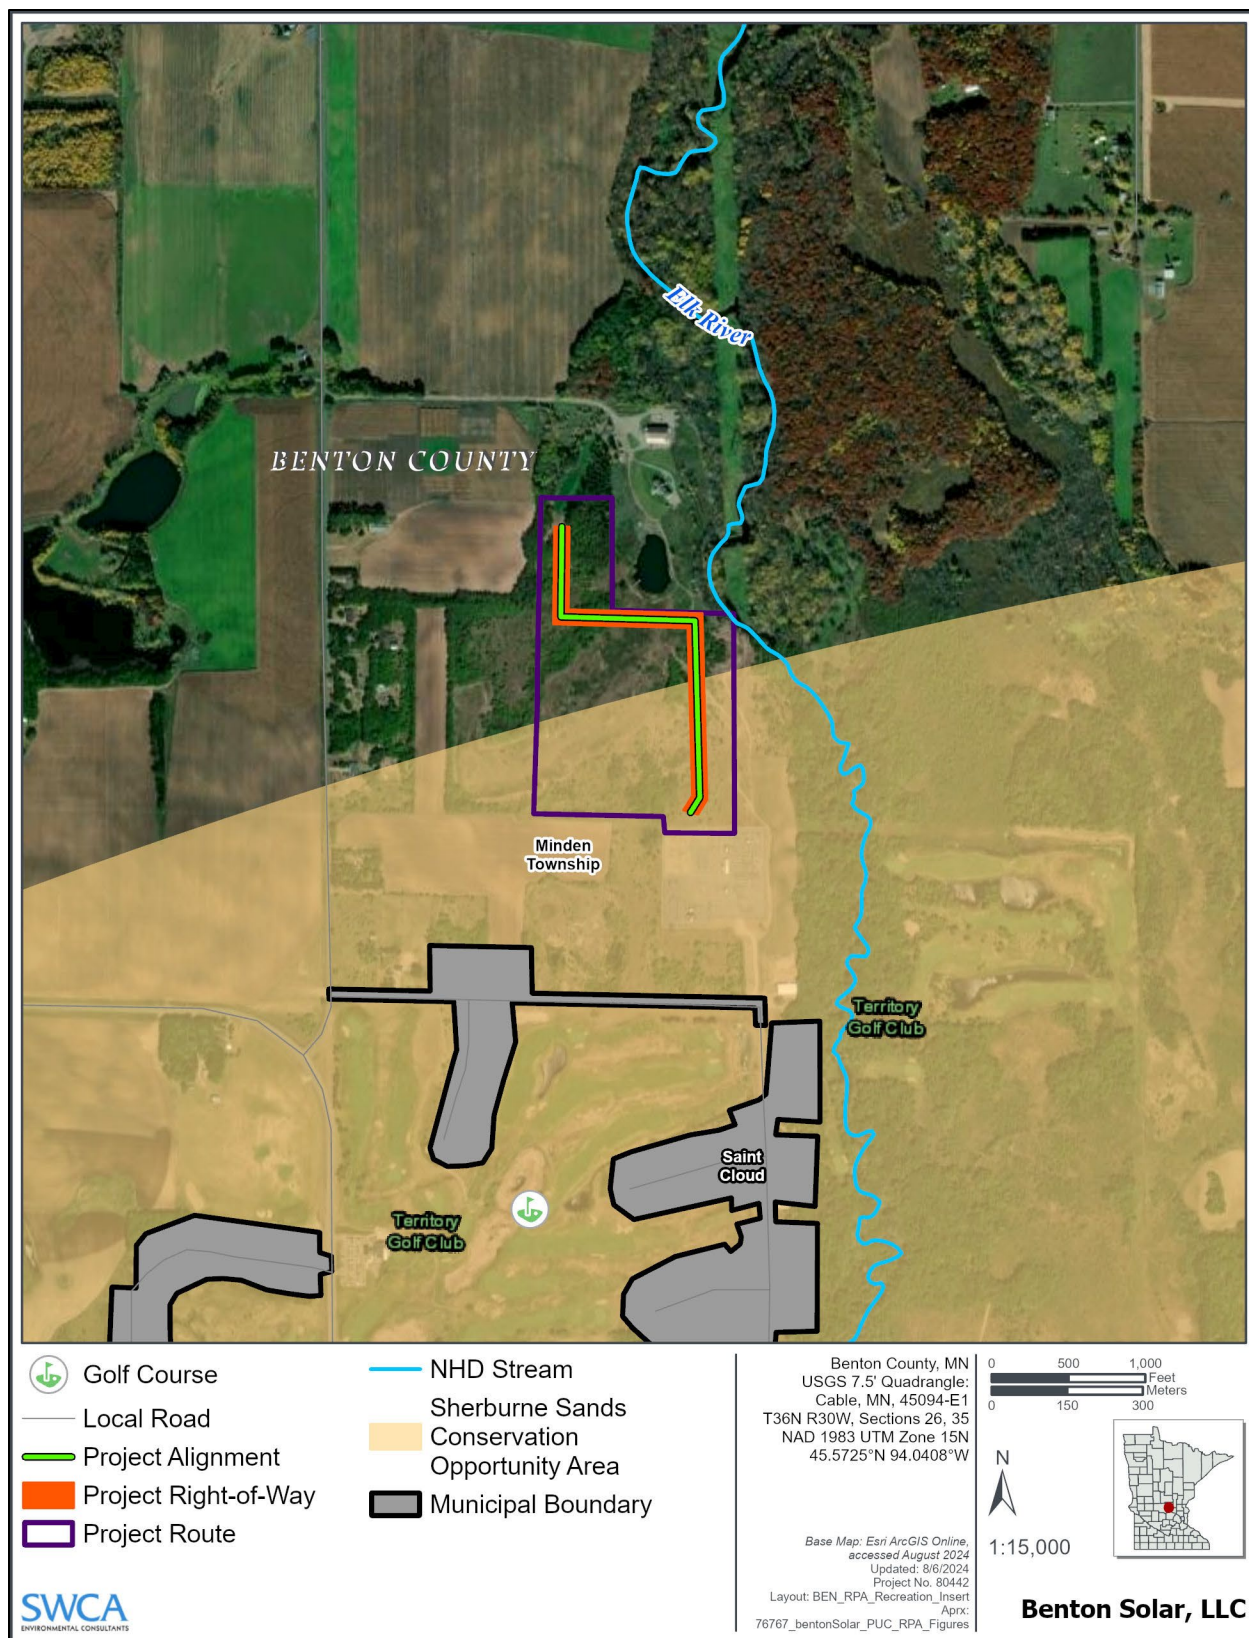 Elk River
BENTON COUNTY
Minden
Township
Territory
Golf Club
Saint
Cloud
Territory
Golf Club
Golf Course
Local Road
Project Alignment
Project Right-of-Way
Project Route
NHD Stream
Sherburne Sands
Conservation
Opportunity Area
Municipal Boundary
Benton County, MN
USGS 7.5' Quadrangle:
Cable, MN, 45094-E1
T36N R30W, Sections 26, 35
NAD 1983 UTM Zone 15N
45.5725°N 94.0408°W
Base Map: Esri ArcGIS Online,
accessed August 2024
Updated: 8/6/2024
Project No. 80442
Layout: BEN_RPA_Recreation_Insert
Aprx:
76767_bentonSolar_PUC_RPA_Figures
0 500 1,000
Feet
Meters
0 150 300
N
1:15,000
SWCA
ENVIRONMENTAL CONSULTANTS
Benton Solar, LLC